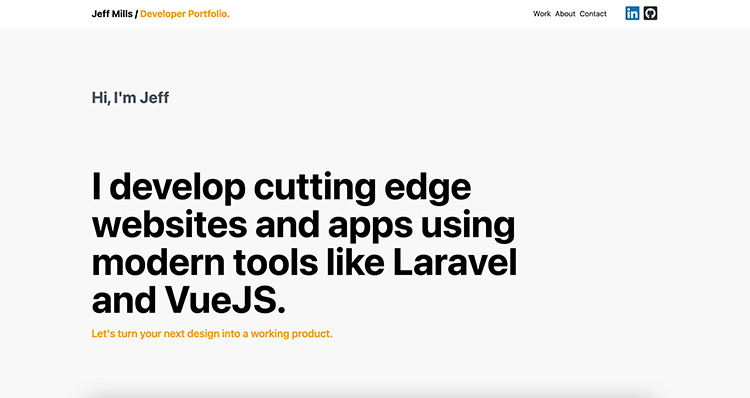 Jeff Mills / Developer Portfolio.
Work About Contact
in
Hi, I'm Jeff
I develop cutting edge
websites and apps using
modern tools like Laravel
and VueJS.
Let's turn your next design into a working product.